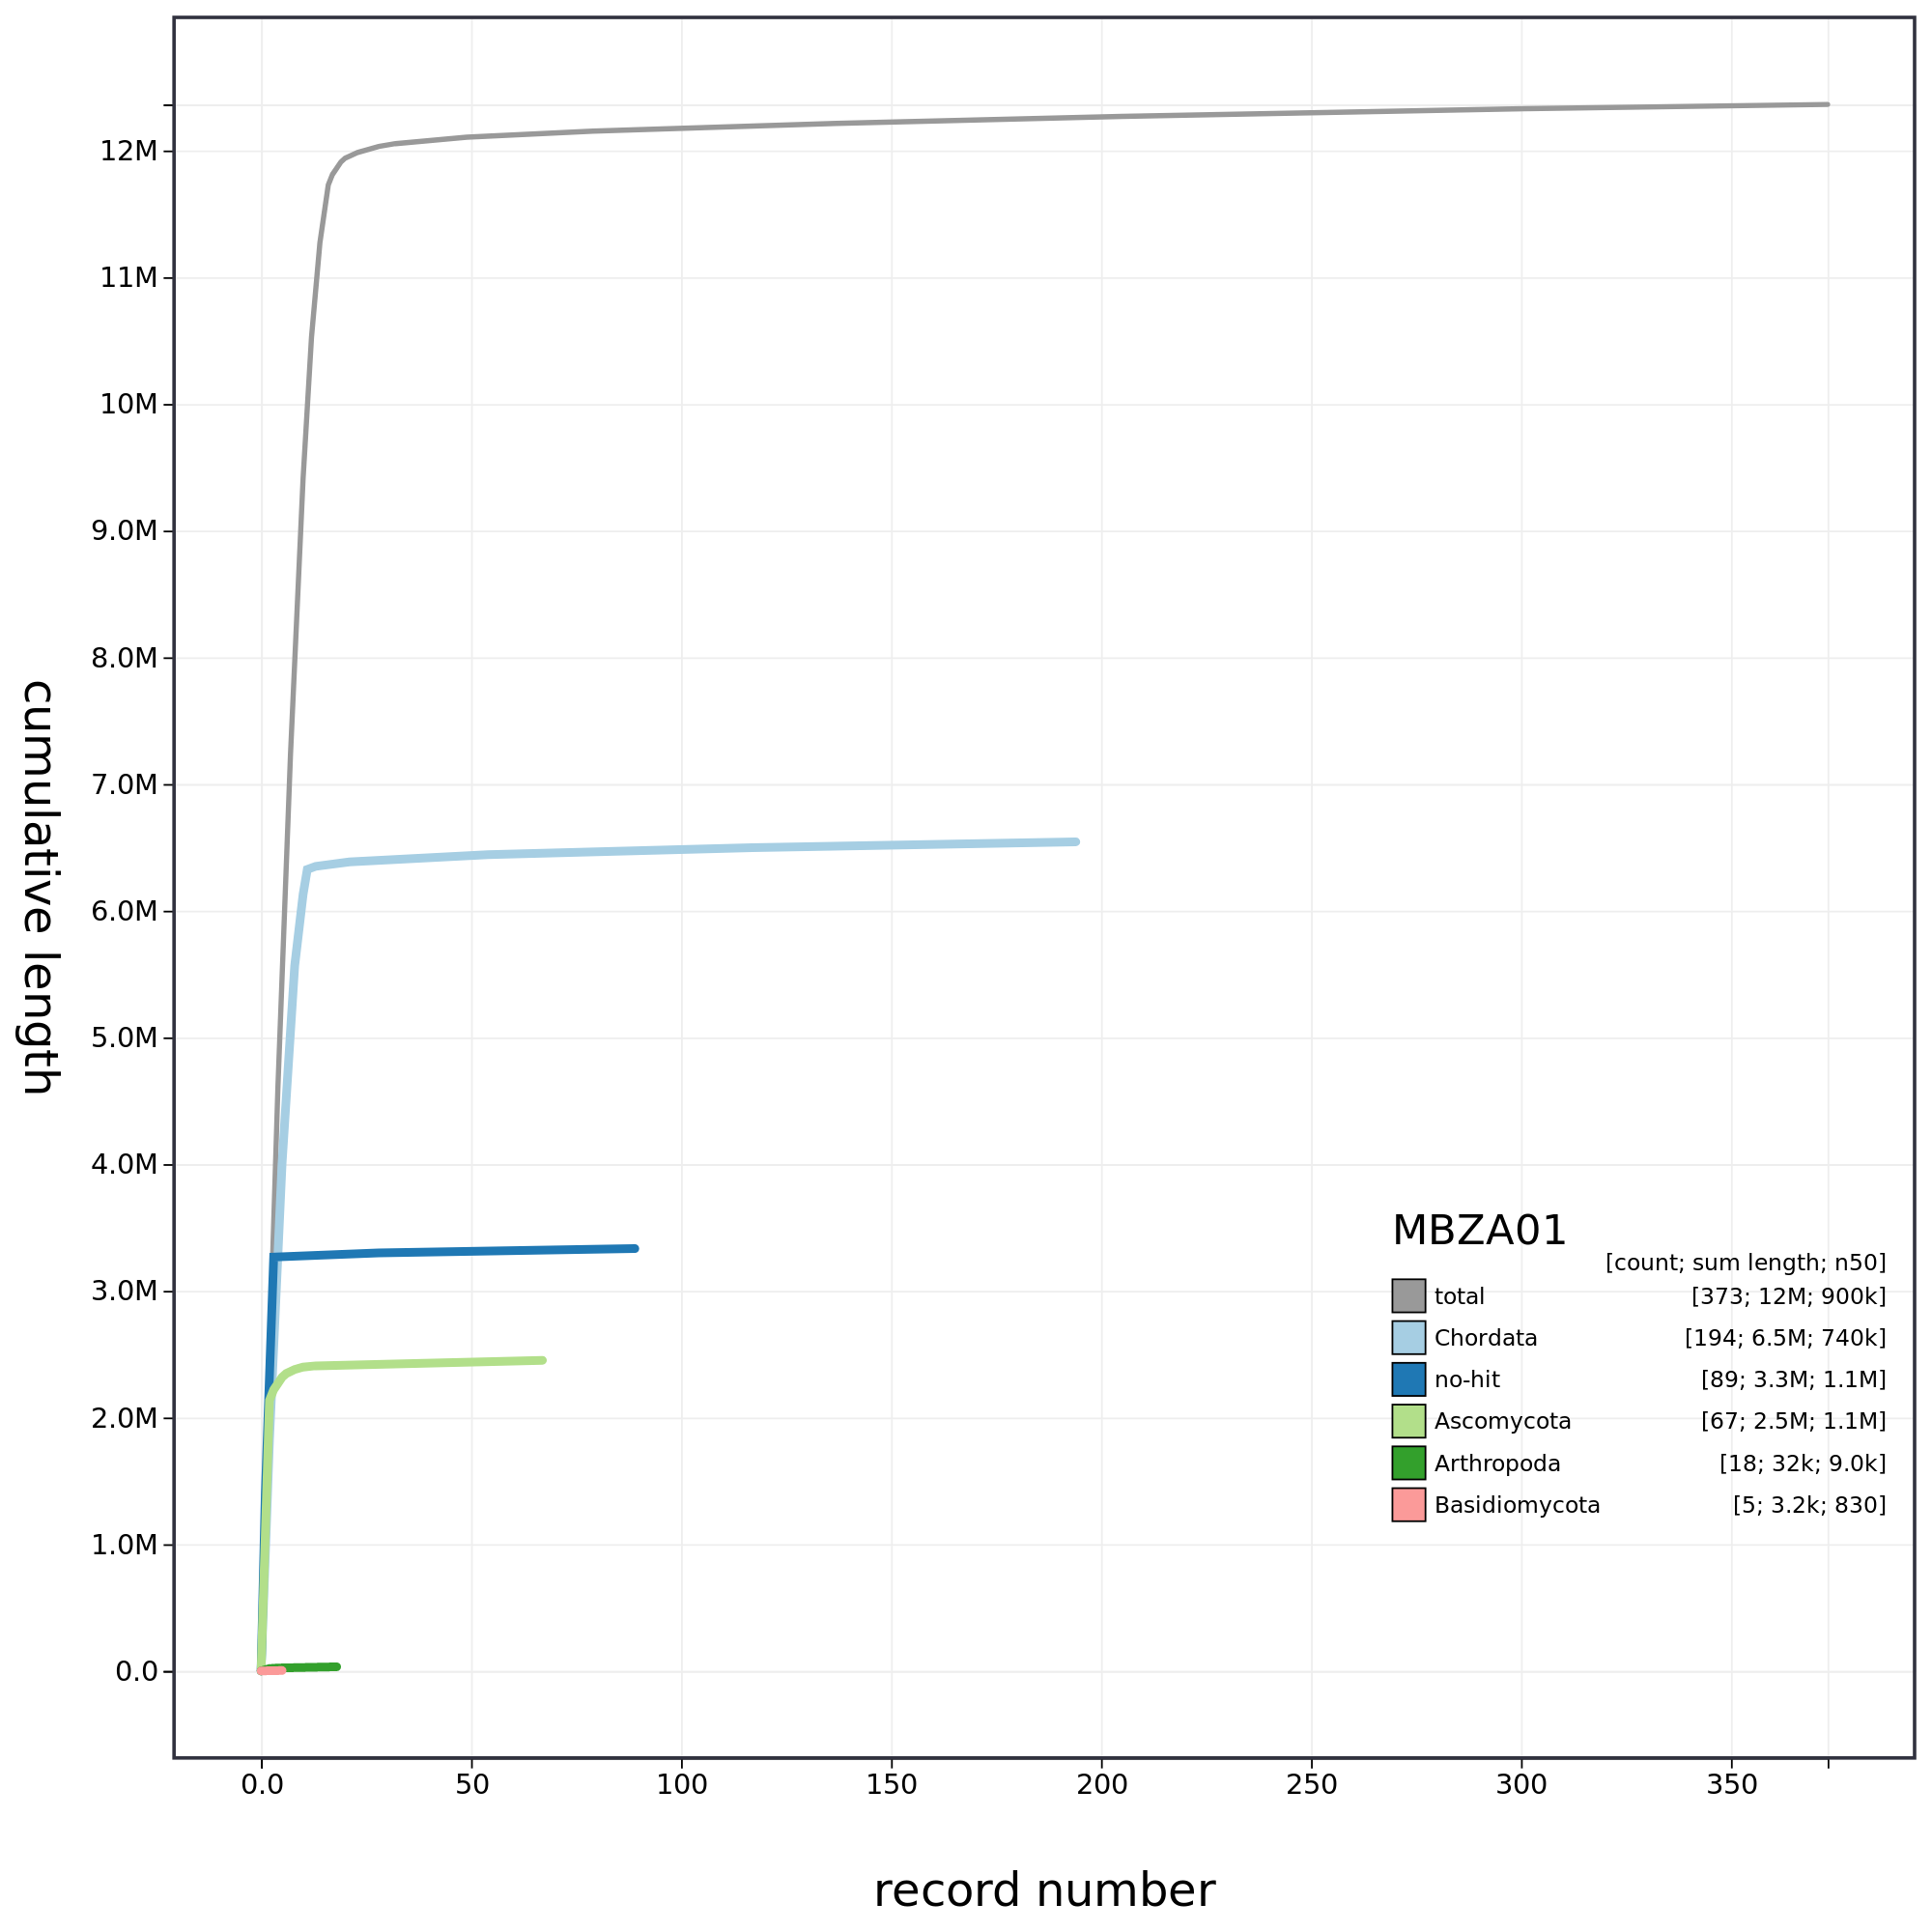 12M
11M
10M
9.0M
8.0M
7.0M
6.0M
5.0M
4.0M
3.0M
2.0M
1.0M
0.0
cumulative length
MBZA01
[count; sum length; n50]
total [373; 12M; 900k]
Chordata [194; 6.5M; 740k]
no-hit [89; 3.3M; 1.1M]
Ascomycota [67; 2.5M; 1.1M]
Arthropoda [18; 32k; 9.0k]
Basidiomycota [5; 3.2k; 830]
0.0 50 100 150 200 250 300 350
record number